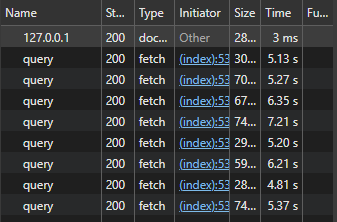 Name St... Type Initiator Size Time Fu...
127.0.0.1 200 doc... Other 28... 3 ms
query 200 fetch (index):53 30... 5.13 s
query 200 fetch (index):53 70... 5.27 s
query 200 fetch (index):53 67... 6.35 s
query 200 fetch (index):53 74... 7.21 s
query 200 fetch (index):53 29... 5.20 s
query 200 fetch (index):53 59... 6.21 s
query 200 fetch (index):53 28... 4.81 s
query 200 fetch (index):53 74... 5.37 s